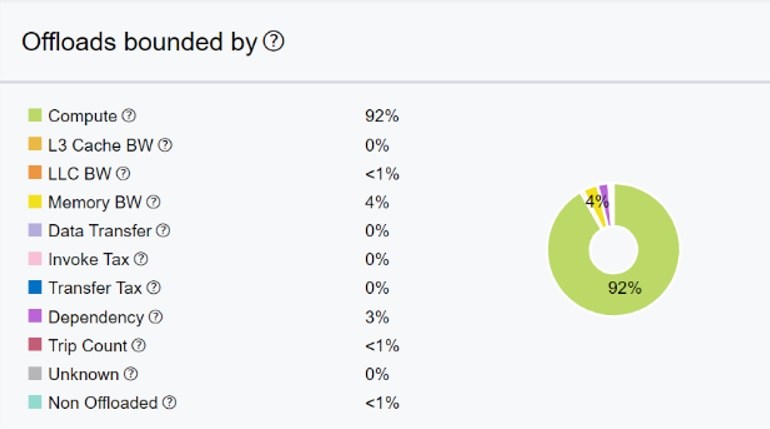 Offloads bounded by ?
Compute ? 92%
L3 Cache BW ? 0%
LLC BW ? <1%
Memory BW ? 4%
Data Transfer ? 0%
Invoke Tax ? 0%
Transfer Tax ? 0%
Dependency ? 3%
Trip Count ? <1%
Unknown ? 0%
Non Offloaded ? <1%
4%
92%